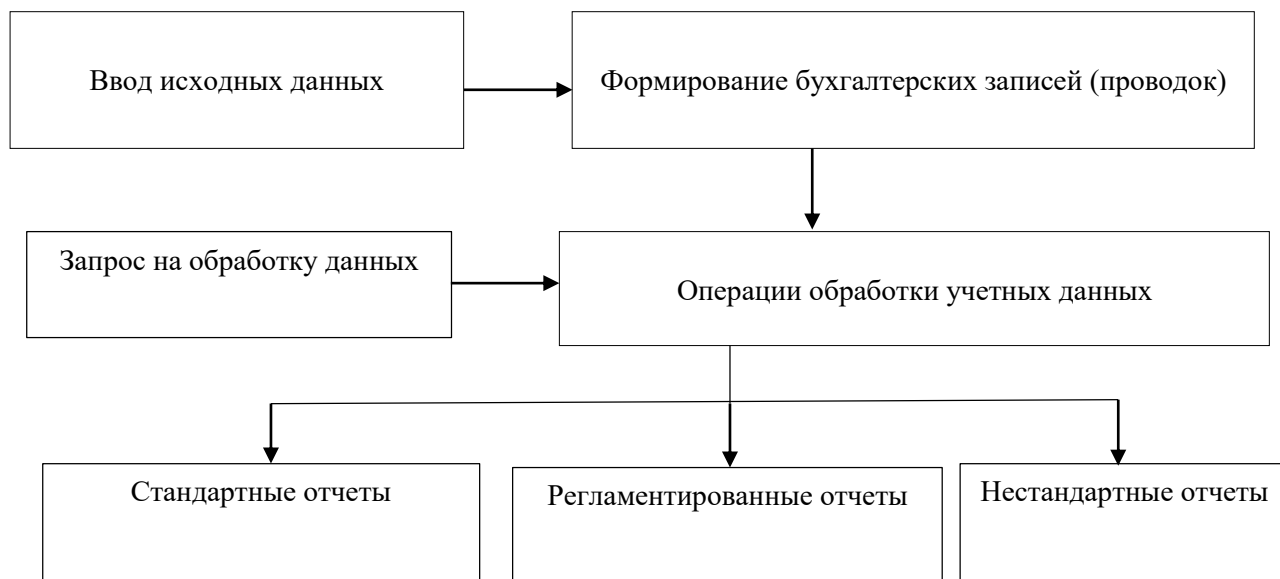 Ввод исходных данных
Формирование бухгалтерских записей (проводок)
Запрос на обработку данных
Операции обработки учетных данных
Стандартные отчеты
Регламентированные отчеты
Нестандартные отчеты